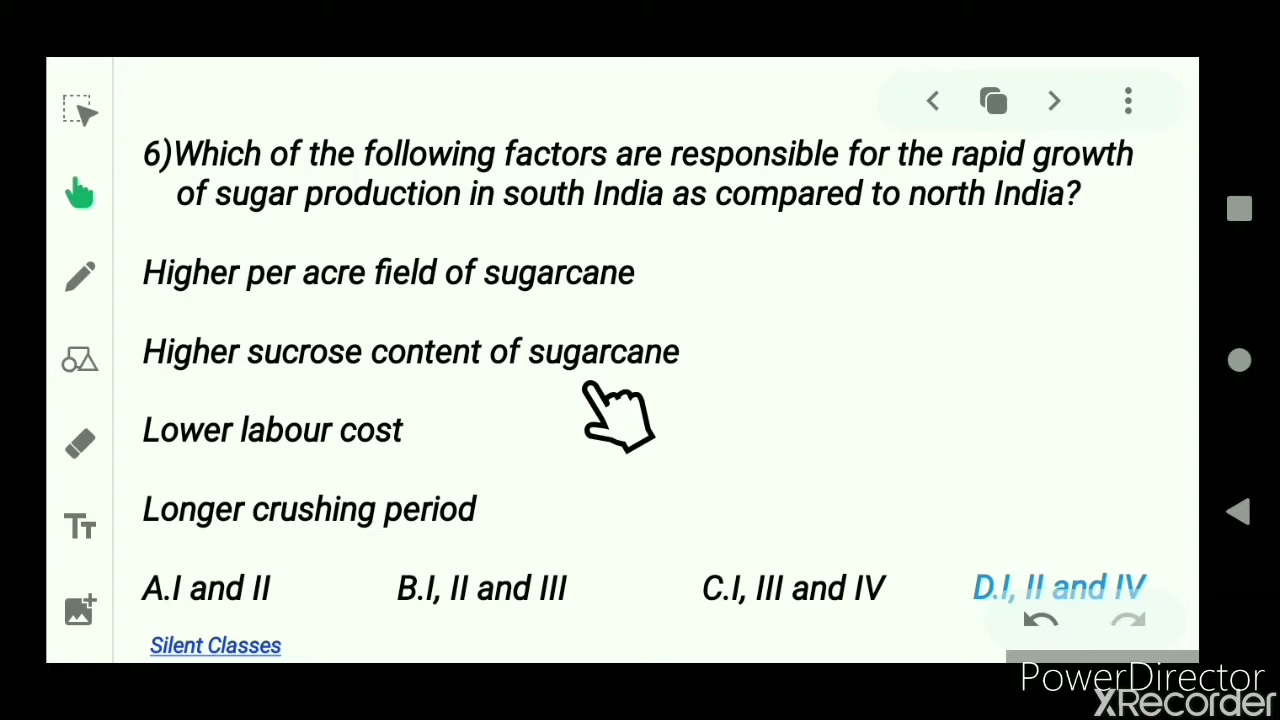 6)Which of the following factors are responsible for the rapid growth
of sugar production in south India as compared to north India?
Higher per acre field of sugarcane
Higher sucrose content of sugarcane
Lower labour cost
Longer crushing period
A.I and II B.I, II and III C.I, III and IV D.I, II and IV
Silent Classes
TT
PowerDirector
XRecorder